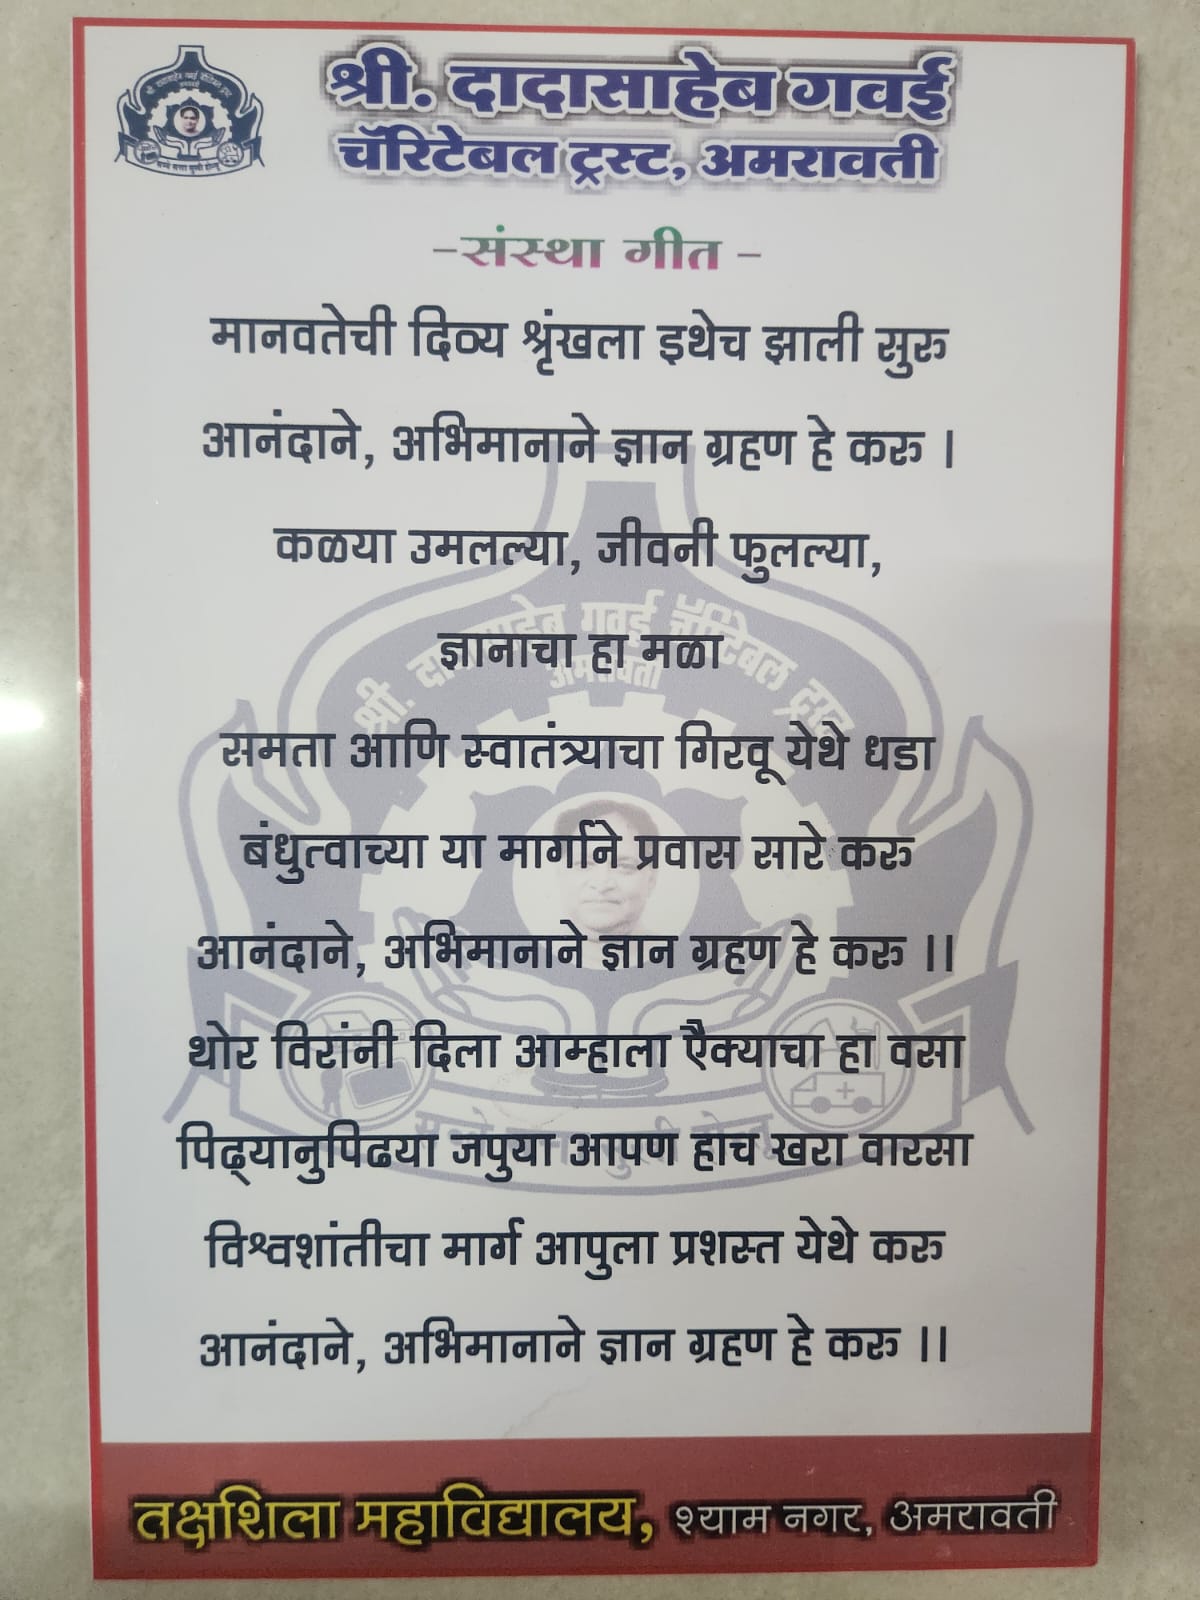 श्री. दादासाहेब गवई
चॅरिटेबल ट्रस्ट, अमरावती
-संस्था गीत -
मानवतेची दिव्य श्रृंखला इथेच झाली सुरु
आनंदाने, अभिमानाने ज्ञान ग्रहण हे करू ।
कळया उमलल्या, जीवनी फुलल्या,
ज्ञानाचा हा मळा
समता आणि स्वातंत्र्याचा गिरवू येथे धडा
बंधुत्वाच्या या मार्गाने प्रवास सारे करू
आनंदाने, अभिमानाने ज्ञान ग्रहण हे करू ।।
थोर विरांनी दिला आम्हाला एैक्याचा हा वसा
पिढ्यानुपिढया जपुया आपण हाच खरा वारसा
विश्वशांतीचा मार्ग आपुला प्रशस्त येथे करू
आनंदाने, अभिमानाने ज्ञान ग्रहण हे करू ।।
तक्षशिला महाविद्यालय, श्याम नगर, अमरावती